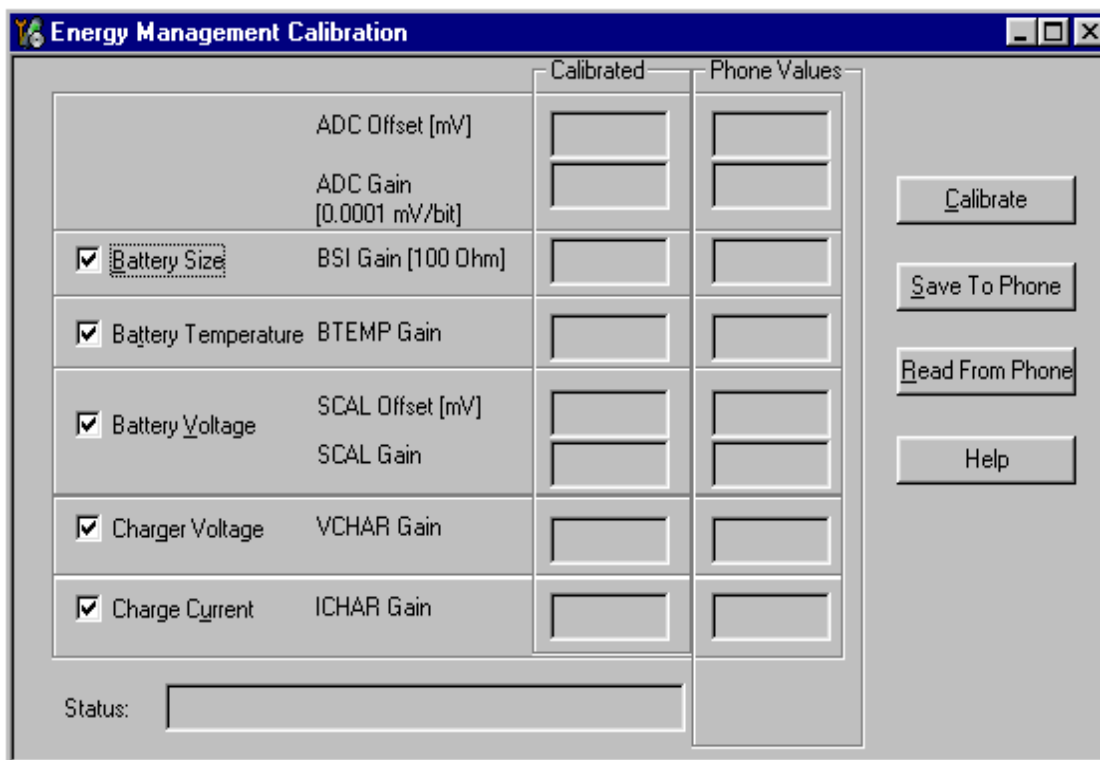 Energy Management Calibration
Calibrated Phone Values
ADC Offset [mV]
ADC Gain
[0.0001 mV/bit]
Battery Size BSI Gain [100 Ohm]
Battery Temperature BTEMP Gain
Battery Voltage
SCAL Offset [mV]
SCAL Gain
Charger Voltage VCHAR Gain
Charge Current ICHAR Gain
Status:
Calibrate
Save To Phone
Read From Phone
Help